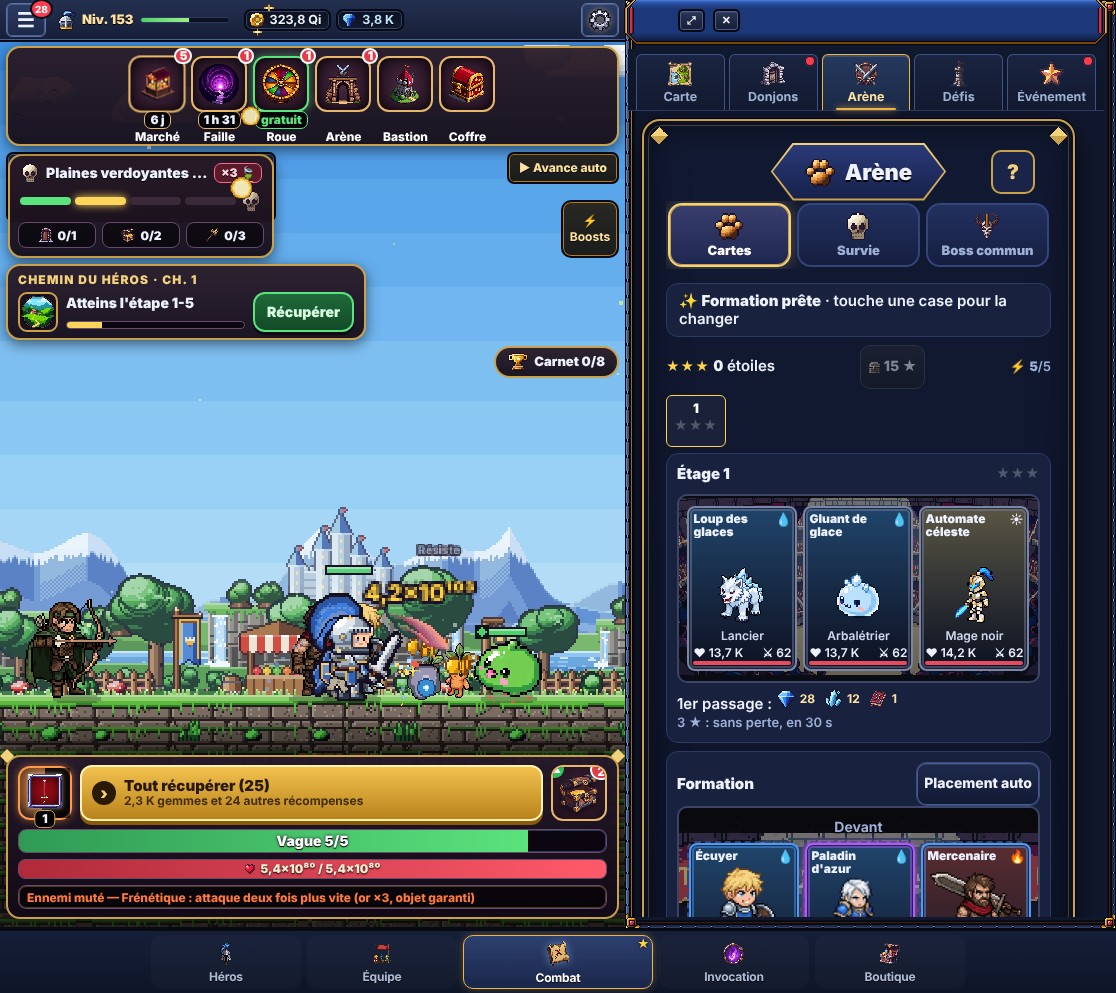 28
Niv. 153
323,8 Qi
3,8 K
5
1
1
1
6 j
1 h 31
gratuit
Marché
Faille
Roue
Arène
Bastion
Coffre
Plaines verdoyantes ...
×3
0/1
0/2
0/3
Avance auto
Boosts
CHEMIN DU HÉROS · CH. 1
Atteins l'étape 1-5
Récupérer
Carnet 0/8
Résiste
4,2×10¹⁰³
Tout récupérer (25)
2,3 K gemmes et 24 autres récompenses
1
Vague 5/5
5,4×10⁸⁰ / 5,4×10⁸⁰
Ennemi muté — Frénétique : attaque deux fois plus vite (or ×3, objet garanti)
Carte
Donjons
Arène
Défis
Événement
Arène
?
Cartes
Survie
Boss commun
✨ Formation prête · touche une case pour la
changer
★★★ 0 étoiles
15 ★
⚡ 5/5
1
★★★
Étage 1
★★★
Loup des
glaces
Gluant de
glace
Automate
céleste
Lancier
Arbalétrier
Mage noir
♥ 13,7 K ⚔ 62
♥ 13,7 K ⚔ 62
♥ 14,2 K ⚔ 62
1er passage : 28 12 1
3 ★ : sans perte, en 30 s
Formation
Placement auto
Devant
Écuyer
Paladin
d'azur
Mercenaire
Héros
Équipe
Combat
Invocation
Boutique